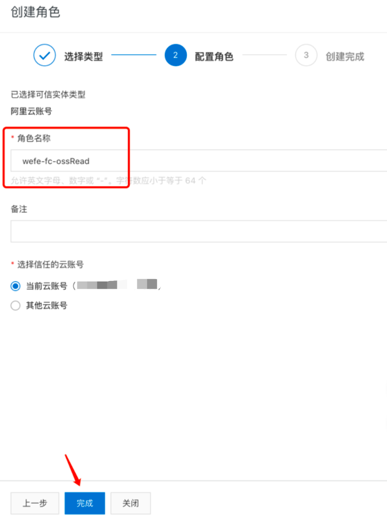 创建角色
选择类型
2 配置角色
3 创建完成
已选择可信实体类型
阿里云账号
* 角色名称
wefe-fc-ossRead
允许英文字母、数字或 "-"，字符数应小于等于 64 个
备注
* 选择信任的云账号
当前云账号（
其他云账号
上一步 完成 关闭